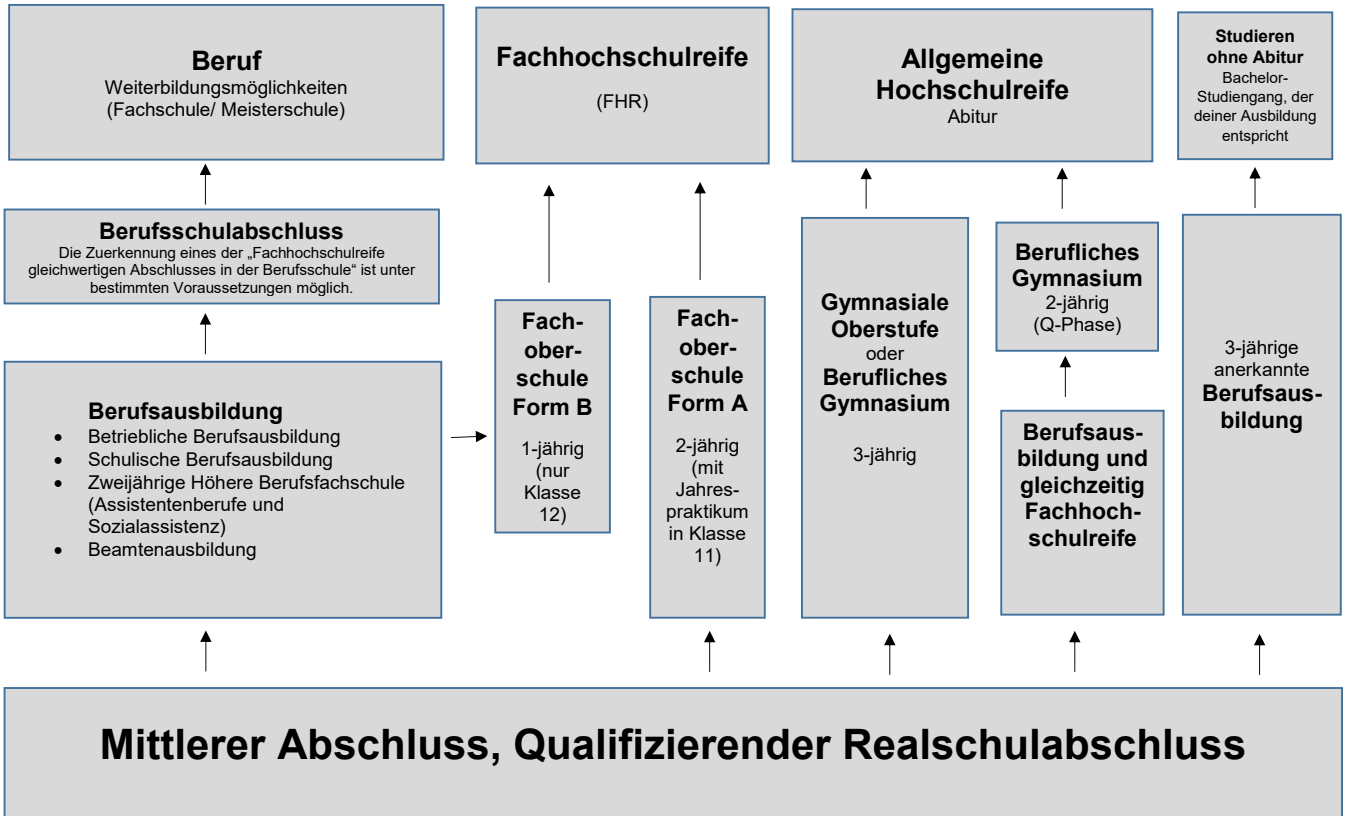 Beruf
Weiterbildungsmöglichkeiten
(Fachschule/ Meisterschule)
Fachhochschulreife
(FHR)
Allgemeine
Hochschulreife
Abitur
Studieren
ohne Abitur
Bachelor-
Studiengang, der
deiner Ausbildung
entspricht
Berufsschulabschluss
Die Zuerkennung eines der „Fachhochschulreife
gleichwertigen Abschlusses in der Berufsschule“ ist unter
bestimmten Voraussetzungen möglich.
Berufsausbildung
• Betriebliche Berufsausbildung
• Schulische Berufsausbildung
• Zweijährige Höhere Berufsfachschule
(Assistentenberufe und
Sozialassistenz)
• Beamtenausbildung
Fach-
ober-
schule
Form B
1-jährig
(nur
Klasse
12)
Fach-
ober-
schule
Form A
2-jährig
(mit
Jahres-
praktikum
in Klasse
11)
Gymnasiale
Oberstufe
oder
Berufliches
Gymnasium
3-jährig
Berufliches
Gymnasium
2-jährig
(Q-Phase)
Berufsaus-
bildung und
gleichzeitig
Fachhoch-
schulreife
3-jährige
anerkannte
Berufsaus-
bildung
Mittlerer Abschluss, Qualifizierender Realschulabschluss